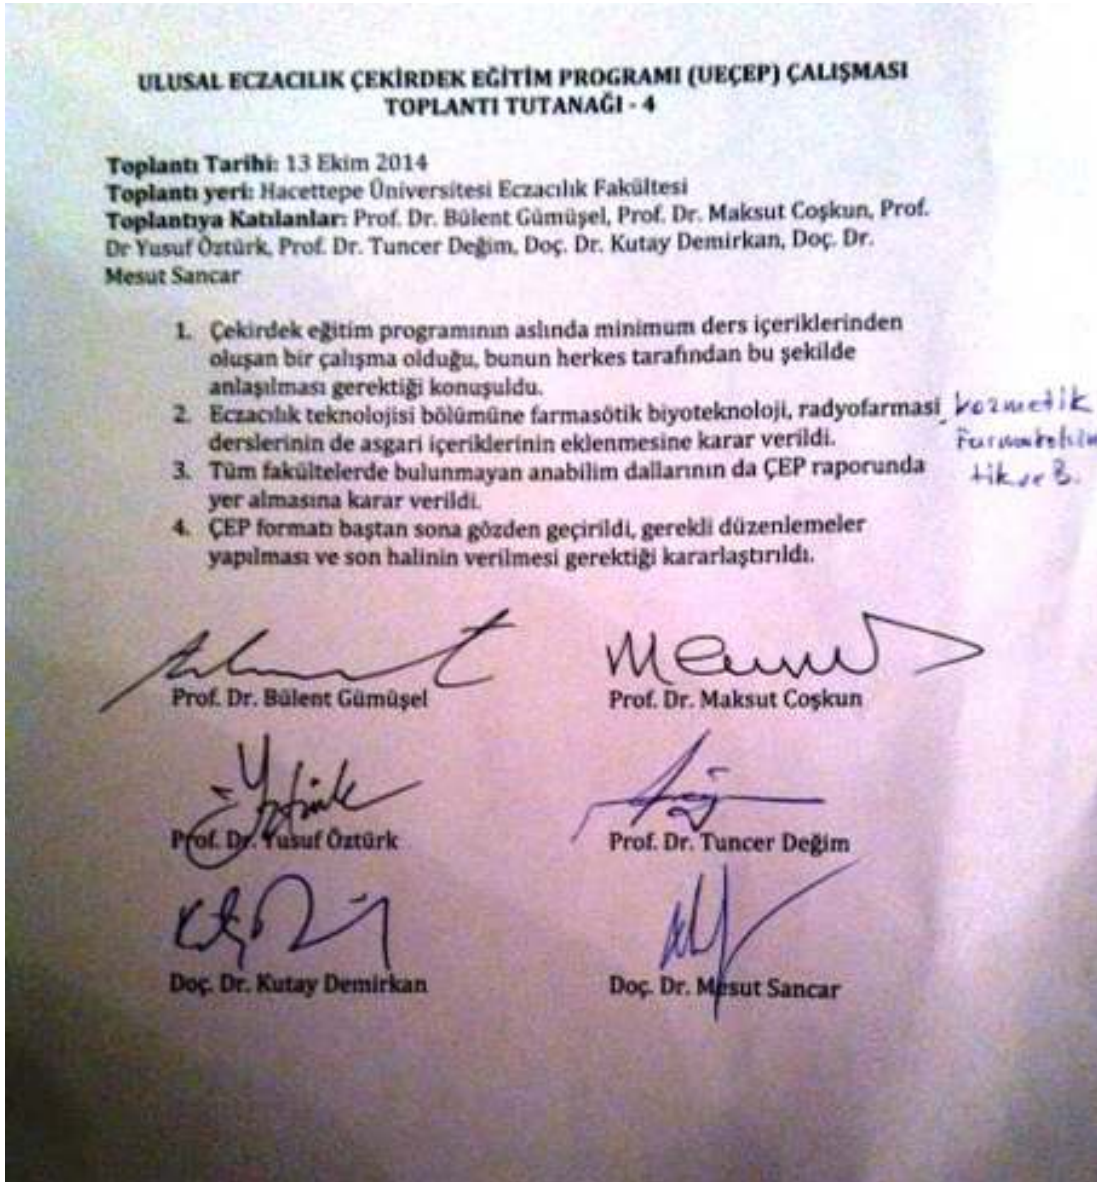 ULUSAL ECZACILIK ÇEKİRDEK EĞİTİM PROGRAMI (UEÇEP) ÇALIŞMASI
TOPLANTI TUTANAĞI - 4
Toplantı Tarihi: 13 Ekim 2014
Toplantı yeri: Hacettepe Üniversitesi Eczacılık Fakültesi
Toplantıya Katılanlar: Prof. Dr. Bülent Gümüşel, Prof. Dr. Maksut Coşkun, Prof.
Dr Yusuf Öztürk, Prof. Dr. Tuncer Değim, Doç. Dr. Kutay Demirkan, Doç. Dr.
Mesut Sancar
1. Çekirdek eğitim programının aslında minimum ders içeriklerinden
oluşan bir çalışma olduğu, bunun herkes tarafından bu şekilde
anlaşılması gerektiği konuşuldu.
2. Eczacılık teknolojisi bölümüne farmasötik biyoteknoloji, radyofarmasi, kozmetik
derslerinin de asgari içeriklerinin eklenmesine karar verildi.
3. Tüm fakültelerde bulunmayan anabilim dallarının da ÇEP raporunda
yer almasına karar verildi.
4. ÇEP formatı baştan sona gözden geçirildi, gerekli düzenlemeler
yapılması ve son halinin verilmesi gerektiği kararlaştırıldı.
Prof. Dr. Bülent Gümüşel Prof. Dr. Maksut Coşkun
Prof. Dr. Yusuf Öztürk Prof. Dr. Tuncer Değim
Doç. Dr. Kutay Demirkan Doç. Dr. Mesut Sancar